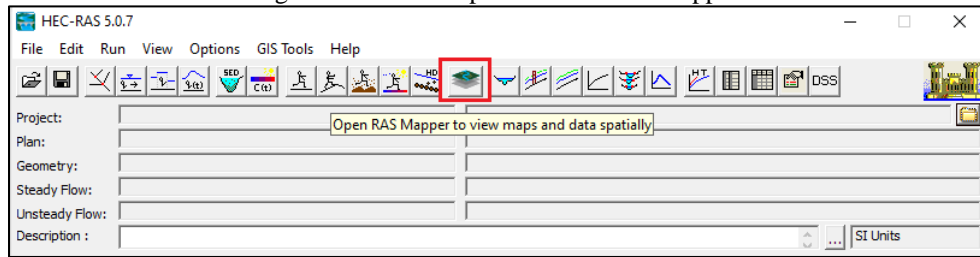 HEC-RAS 5.0.7
File Edit Run View Options GIS Tools Help
SED C(t) HD HT DSS
Project:
Open RAS Mapper to view maps and data spatially
Plan:
Geometry:
Steady Flow:
Unsteady Flow:
Description : ... SI Units